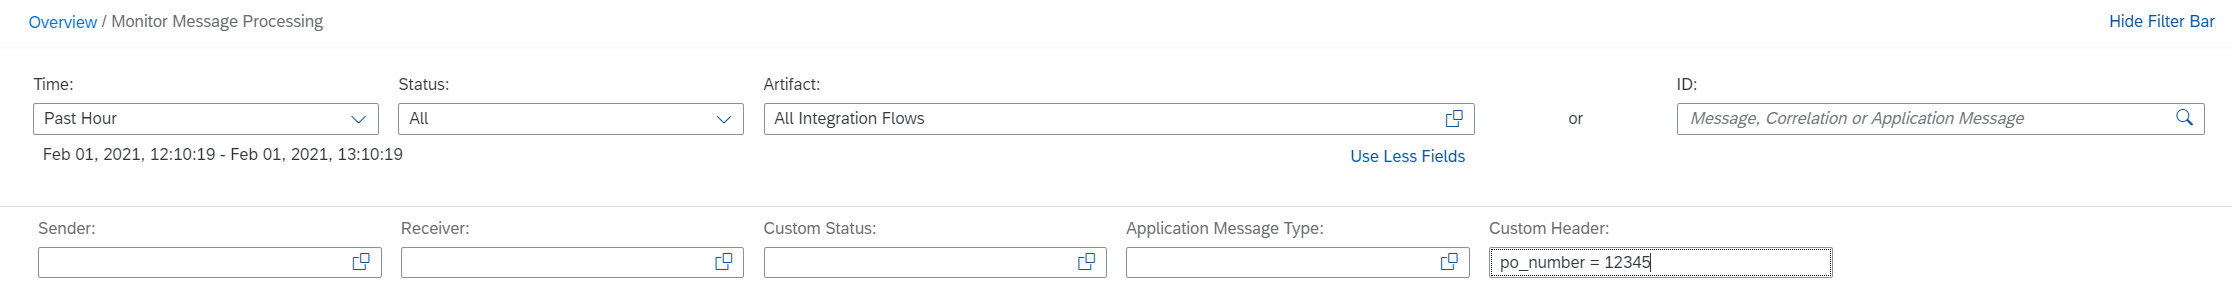 Overview / Monitor Message Processing
Hide Filter Bar
Time:
Status:
Artifact:
ID:
Past Hour
All
All Integration Flows
or
Message, Correlation or Application Message
Feb 01, 2021, 12:10:19 - Feb 01, 2021, 13:10:19
Use Less Fields
Sender:
Receiver:
Custom Status:
Application Message Type:
Custom Header:
po_number = 12345